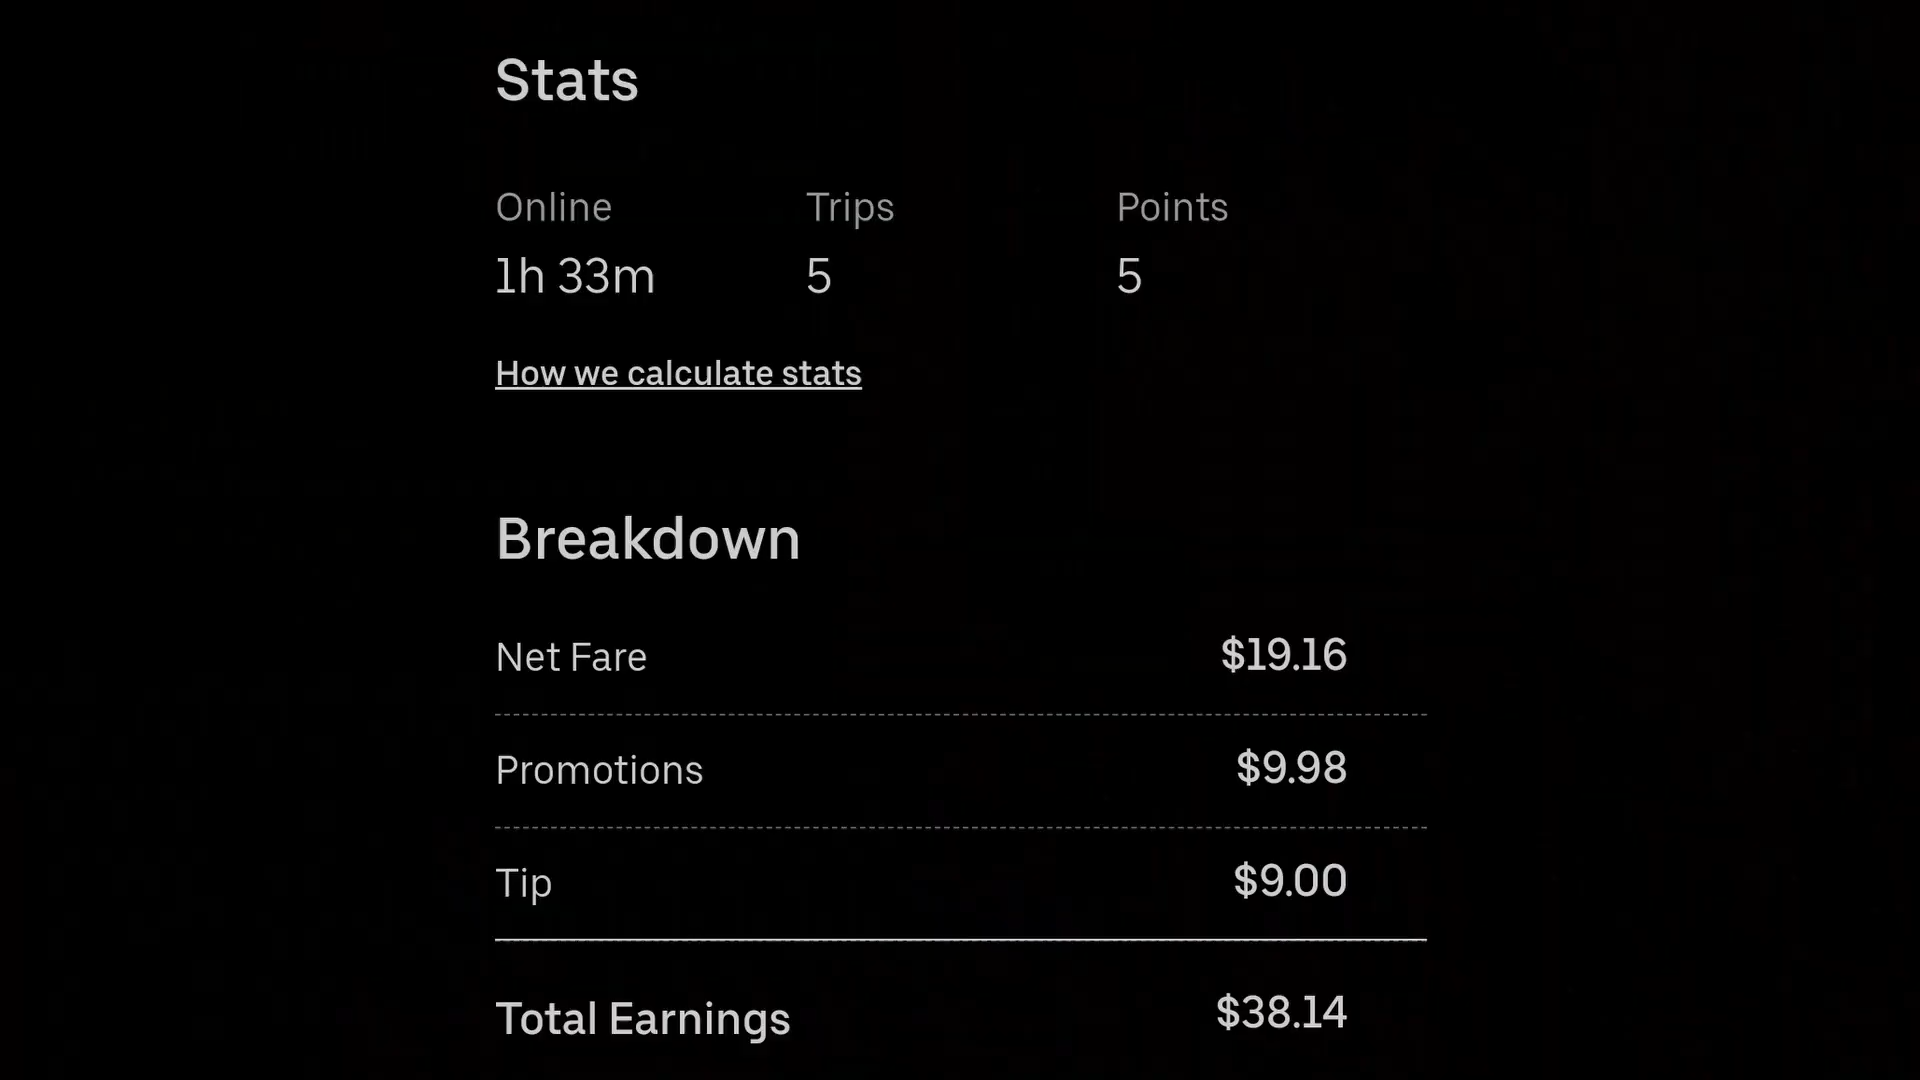 Stats
Online Trips Points
1h 33m 5 5
How we calculate stats
Breakdown
Net Fare $19.16
Promotions $9.98
Tip $9.00
Total Earnings $38.14